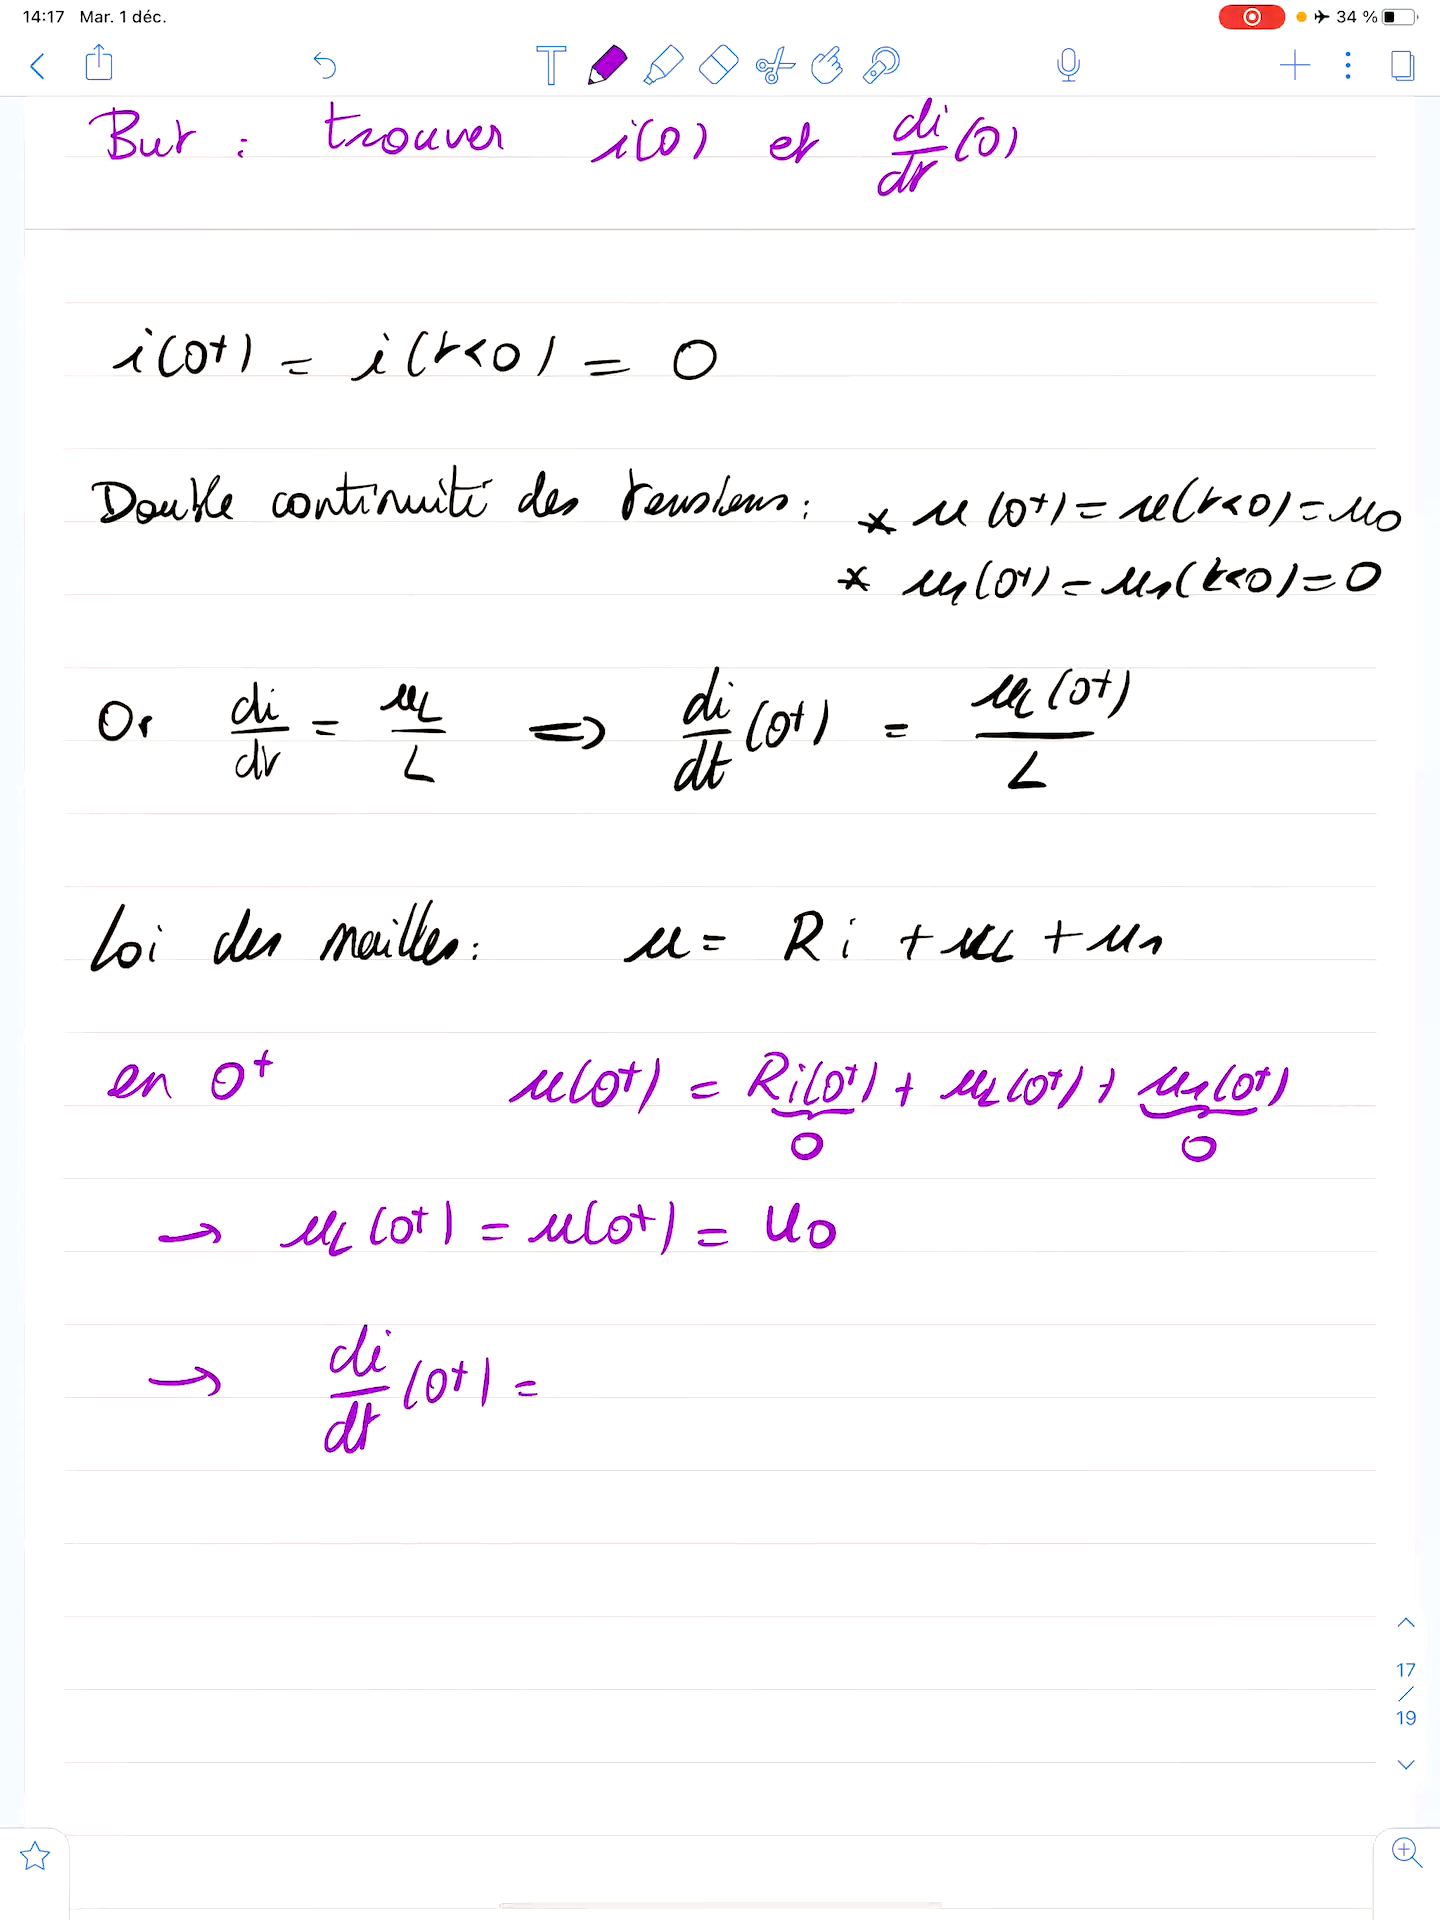 14:17 Mar. 1 déc. 34 %
But : trouver i(0) et di/dt (0)
i(0+) = i(t<0) = 0
Double continuité des tensions : * u(0+) = u(t<0) = u0
* u1(0+) = u1(t<0) = 0
Or di/dt = uL/L <=> di/dt (0+) = uL(0+)/L
Loi des mailles : u = Ri + uL + u1
en 0+ u(0+) = Ri(0+) + uL(0+) + u1(0+)
0 0
→ uL(0+) = u(0+) = u0
→ di/dt (0+) =
17
/
19